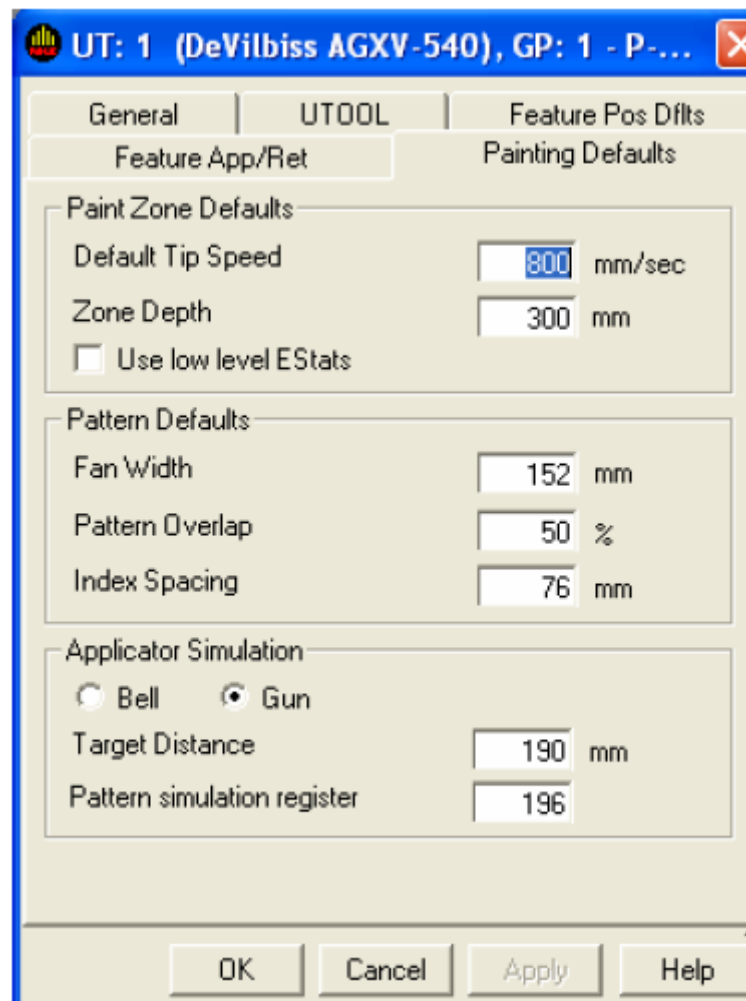 UT: 1 (DeVilbiss AGXV-540), GP: 1 - P-...
General UTOOL Feature Pos Dflts
Feature App/Ret Painting Defaults
Paint Zone Defaults
Default Tip Speed 800 mm/sec
Zone Depth 300 mm
Use low level EStats
Pattern Defaults
Fan Width 152 mm
Pattern Overlap 50 %
Index Spacing 76 mm
Applicator Simulation
Bell Gun
Target Distance 190 mm
Pattern simulation register 196
OK Cancel Apply Help